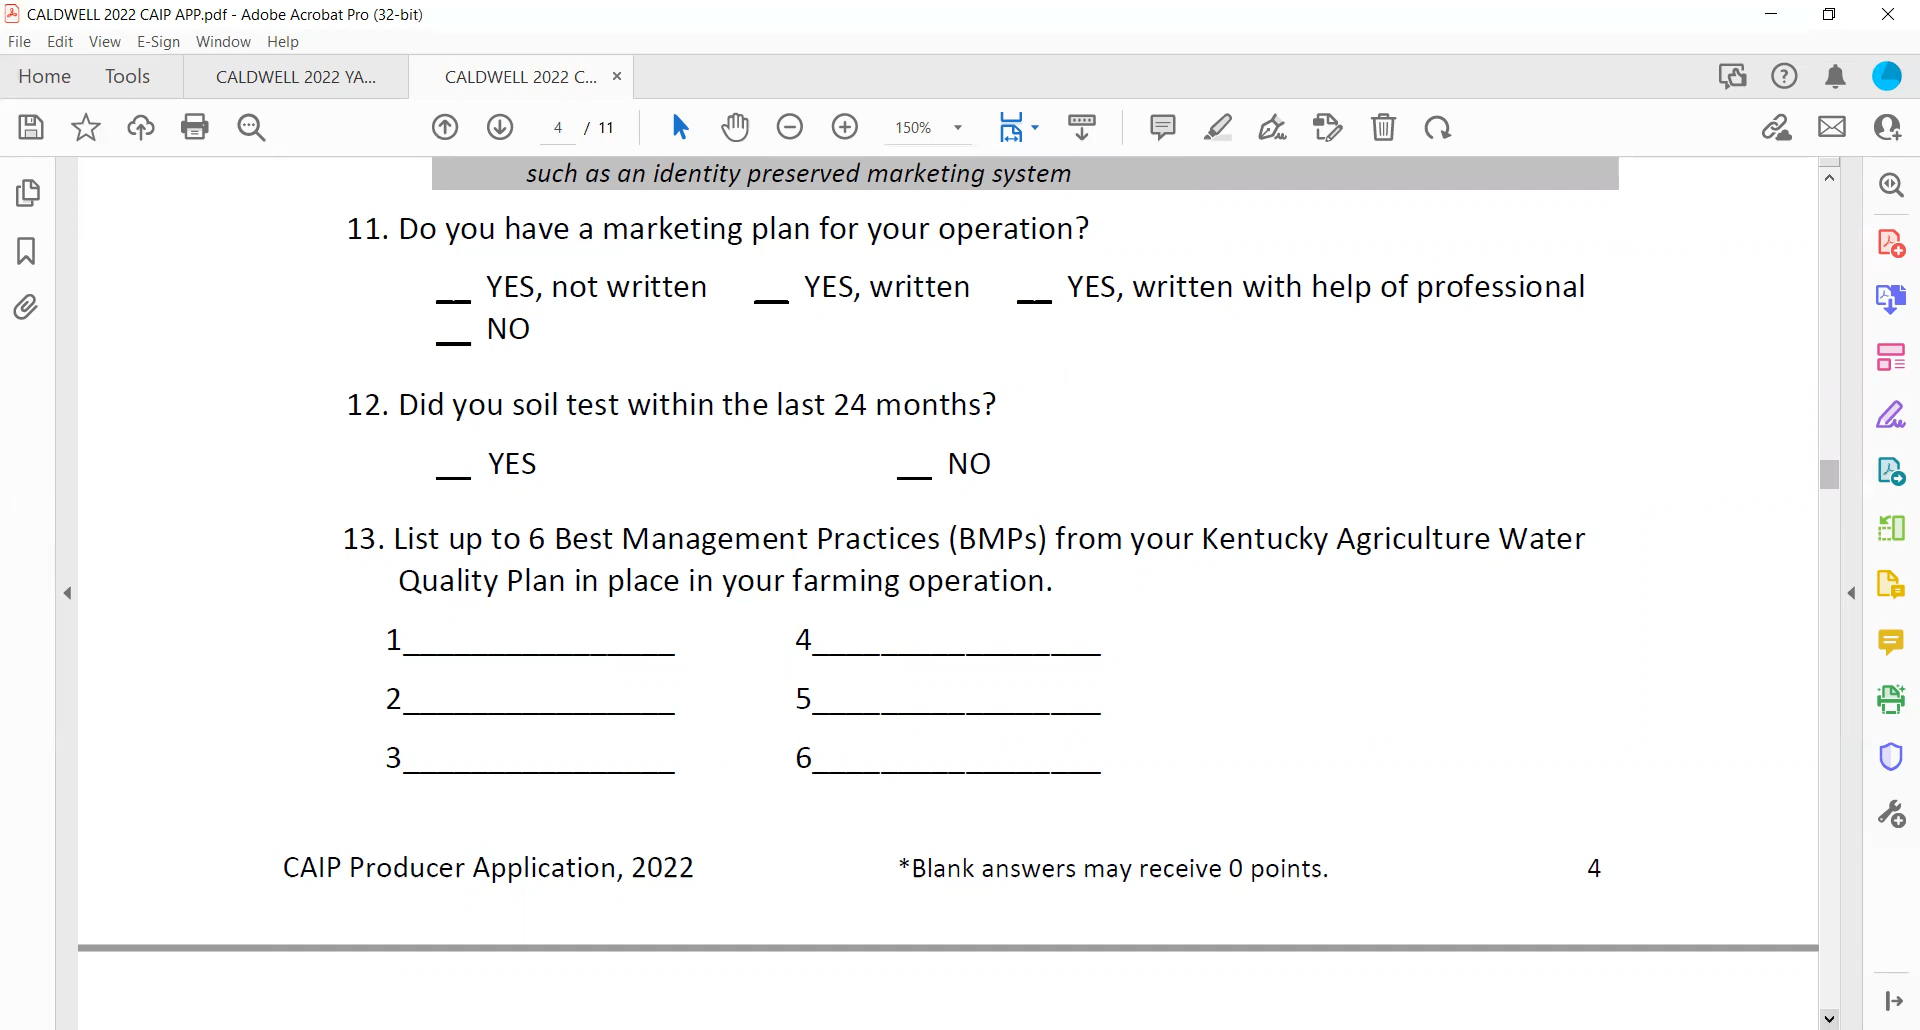 CALDWELL 2022 CAIP APP.pdf - Adobe Acrobat Pro (32-bit)
File Edit View E-Sign Window Help
Home Tools CALDWELL 2022 YA... CALDWELL 2022 C... ×
4 / 11 150%
such as an identity preserved marketing system
11. Do you have a marketing plan for your operation?
__ YES, not written __ YES, written __ YES, written with help of professional
__ NO
12. Did you soil test within the last 24 months?
__ YES __ NO
13. List up to 6 Best Management Practices (BMPs) from your Kentucky Agriculture Water
Quality Plan in place in your farming operation.
1________________ 4_________________
2________________ 5_________________
3________________ 6_________________
CAIP Producer Application, 2022 *Blank answers may receive 0 points. 4